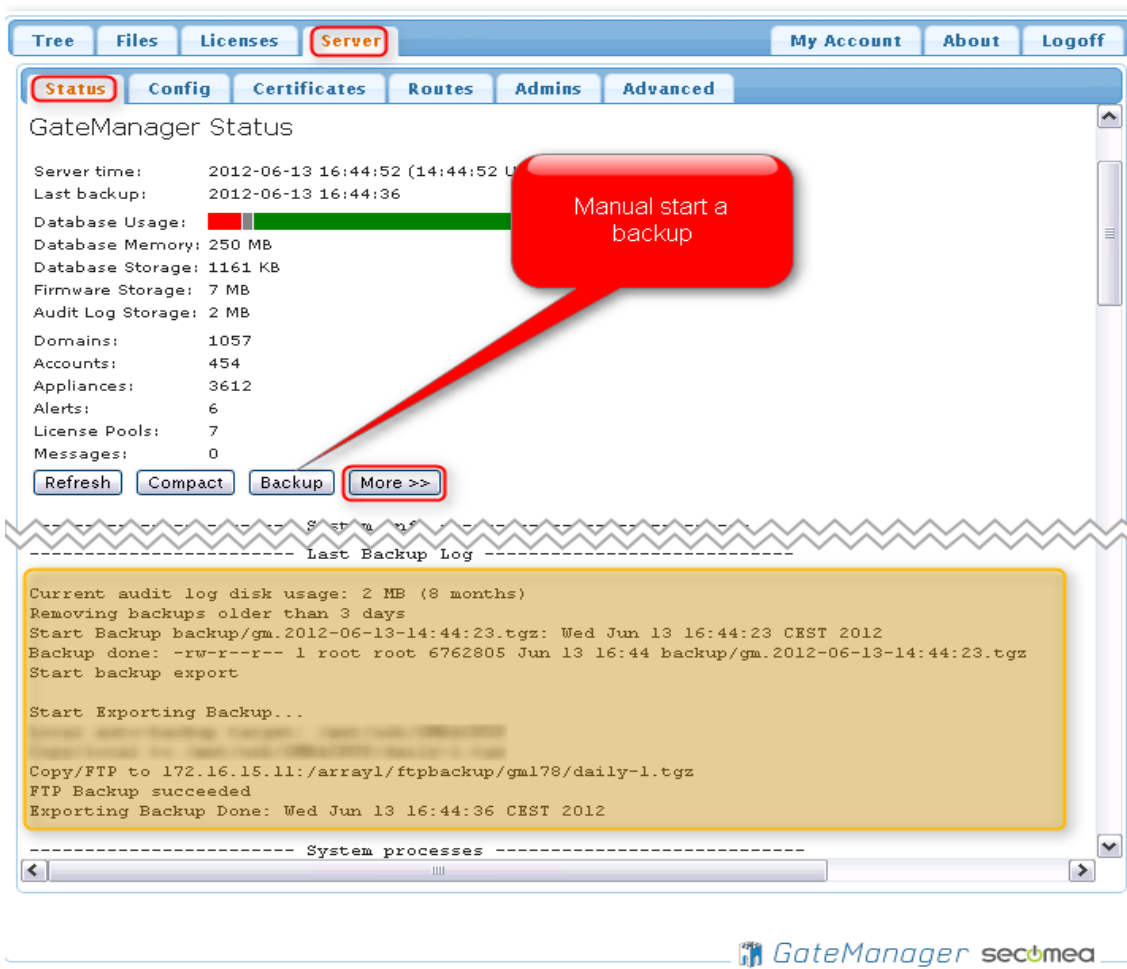 Tree Files Licenses Server My Account About Logoff
Status Config Certificates Routes Admins Advanced
GateManager Status
Server time: 2012-06-13 16:44:52 (14:44:52 U
Last backup: 2012-06-13 16:44:36
Database Usage:
Database Memory: 250 MB
Database Storage: 1161 KB
Firmware Storage: 7 MB
Audit Log Storage: 2 MB
Domains: 1057
Accounts: 454
Appliances: 3612
Alerts: 6
License Pools: 7
Messages: 0
Manual start a
backup
Refresh Compact Backup More >>
------------------------ System
------------------------ Last Backup Log ----------------------------
Current audit log disk usage: 2 MB (8 months)
Removing backups older than 3 days
Start Backup backup/gm.2012-06-13-14:44:23.tgz: Wed Jun 13 16:44:23 CEST 2012
Backup done: -rw-r--r-- 1 root root 6762805 Jun 13 16:44 backup/gm.2012-06-13-14:44:23.tgz
Start backup export
Start Exporting Backup...
Copy/FTP to 172.16.15.11:/array1/ftpbackup/gm178/daily-1.tgz
FTP Backup succeeded
Exporting Backup Done: Wed Jun 13 16:44:36 CEST 2012
------------------------ System processes ----------------------------
GateManager secomea